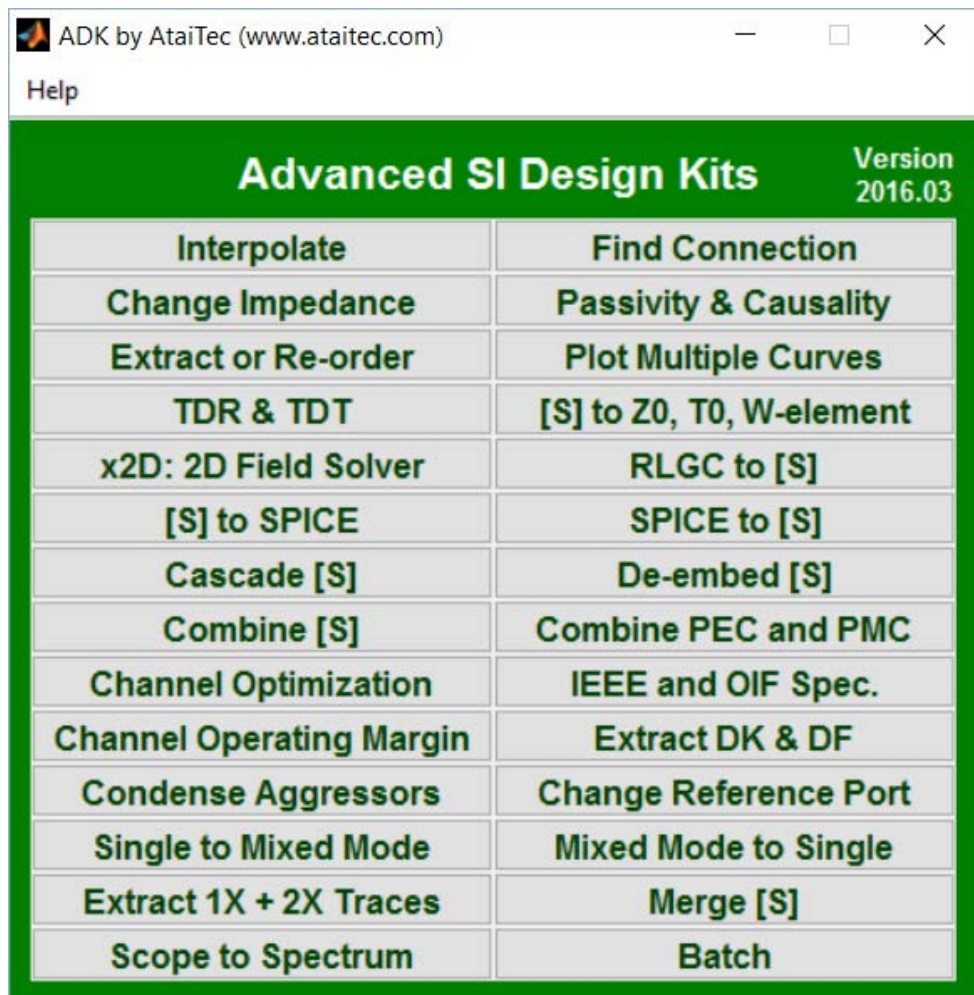 ADK by AtaiTec (www.ataitec.com)
Help
Advanced SI Design Kits
Version
2016.03
Interpolate
Find Connection
Change Impedance
Passivity & Causality
Extract or Re-order
Plot Multiple Curves
TDR & TDT
[S] to Z0, T0, W-element
x2D: 2D Field Solver
RLGC to [S]
[S] to SPICE
SPICE to [S]
Cascade [S]
De-embed [S]
Combine [S]
Combine PEC and PMC
Channel Optimization
IEEE and OIF Spec.
Channel Operating Margin
Extract DK & DF
Condense Aggressors
Change Reference Port
Single to Mixed Mode
Mixed Mode to Single
Extract 1X + 2X Traces
Merge [S]
Scope to Spectrum
Batch